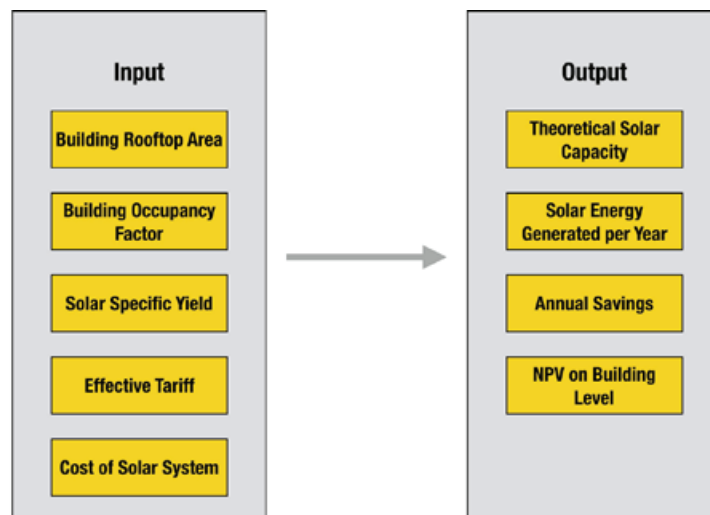 Input
Building Rooftop Area
Building Occupancy
Factor
Solar Specific Yield
Effective Tariff
Cost of Solar System
Output
Theoretical Solar
Capacity
Solar Energy
Generated per Year
Annual Savings
NPV on Building
Level